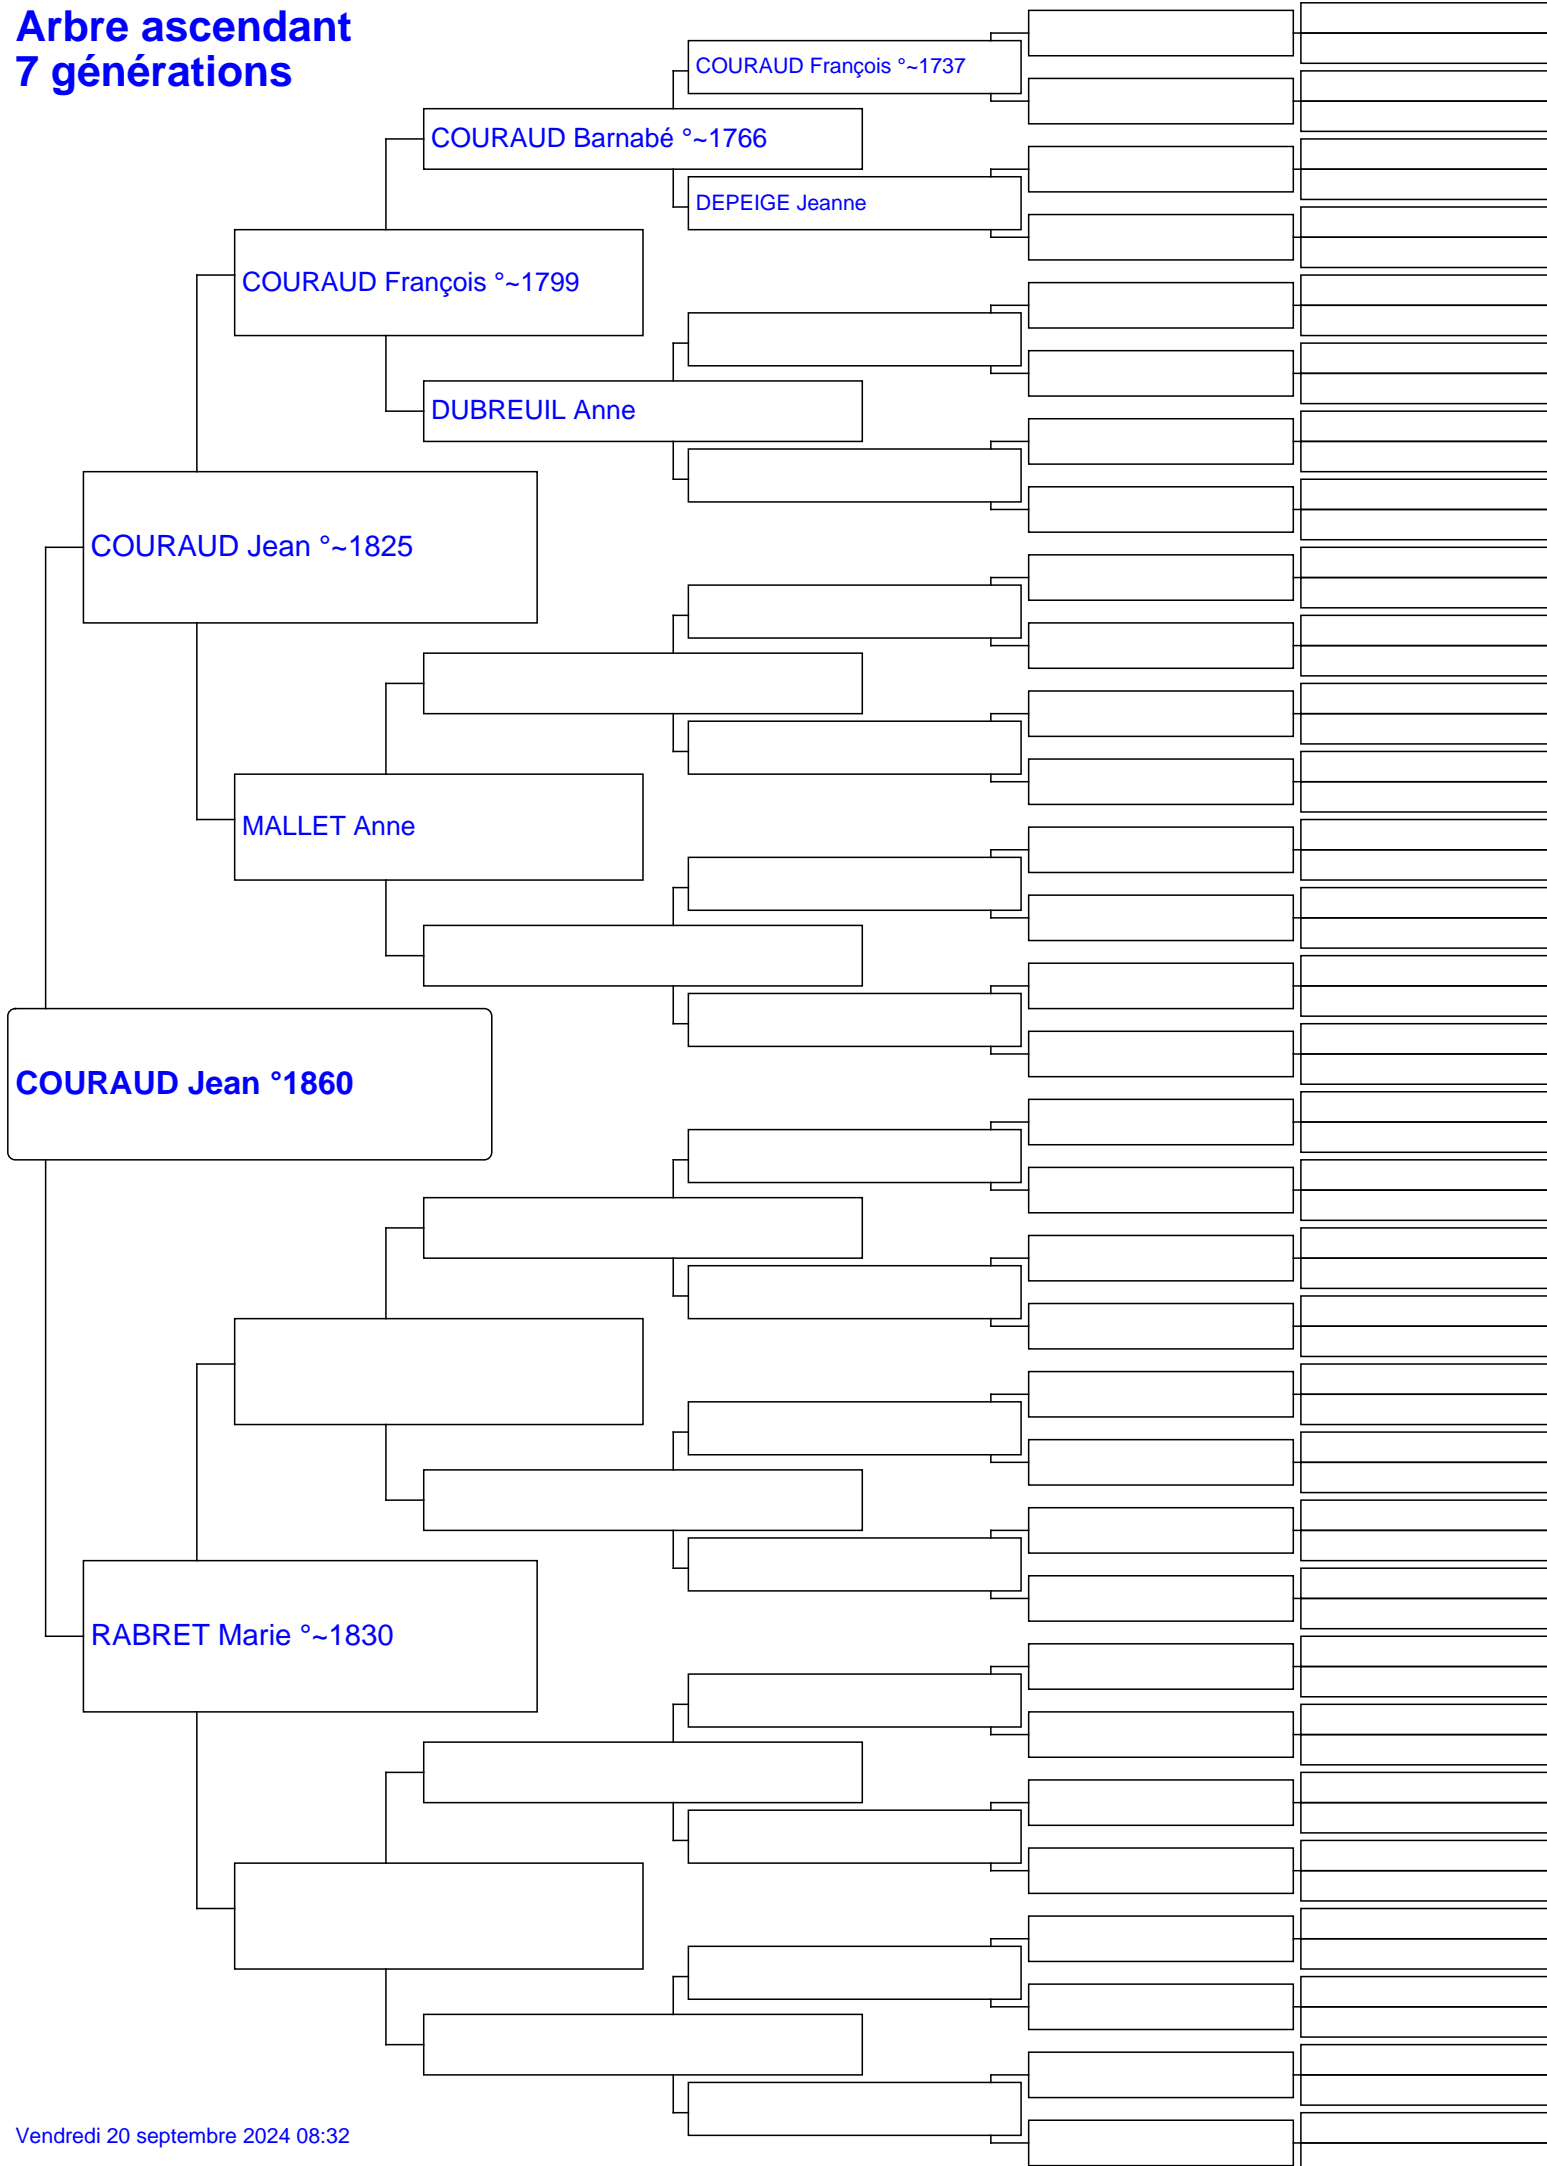 Arbre ascendant
7 générations
COURAUD François °~1737
COURAUD Barnabé °~1766
DEPEIGE Jeanne
COURAUD François °~1799
DUBREUIL Anne
COURAUD Jean °~1825
MALLET Anne
COURAUD Jean °1860
RABRET Marie °~1830
Vendredi 20 septembre 2024 08:32